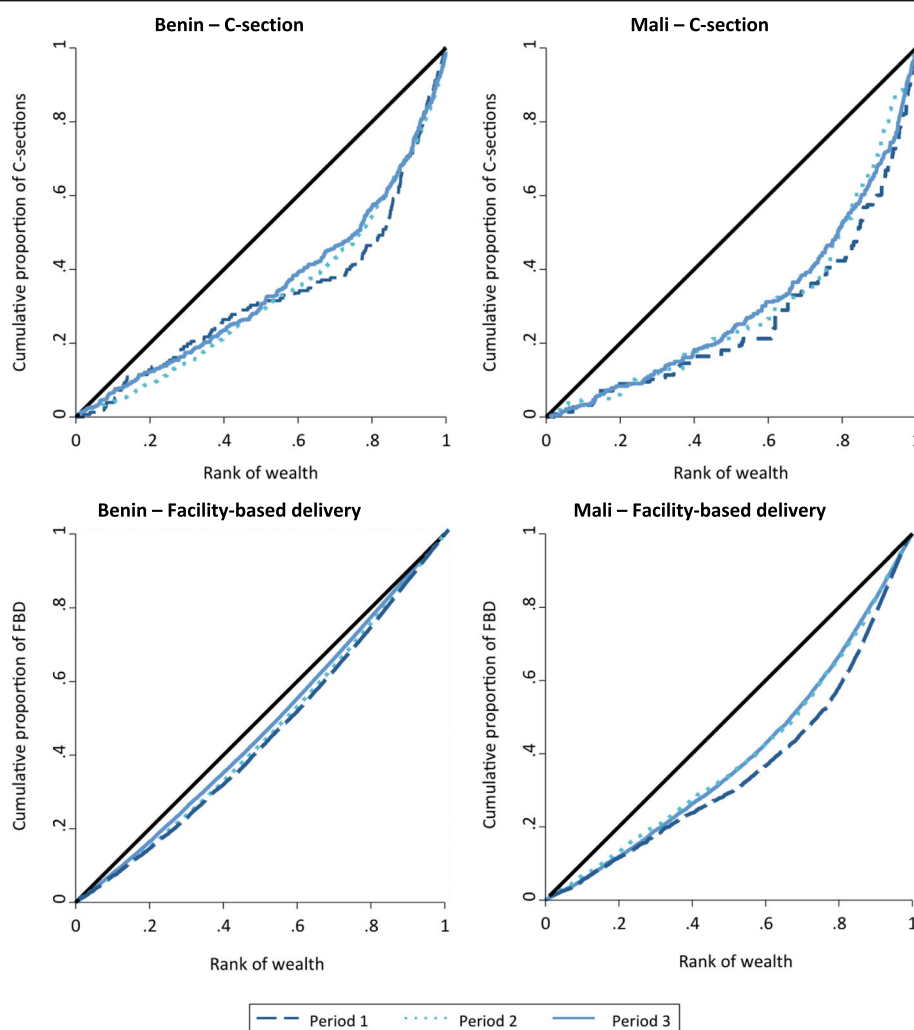 Benin – C-section
Cumulative proportion of C-sections
1
.8
.6
.4
.2
0
0 .2 .4 .6 .8 1
Rank of wealth
Mali – C-section
Cumulative proportion of C-sections
1
.8
.6
.4
.2
0
0 .2 .4 .6 .8 1
Rank of wealth
Benin – Facility-based delivery
Cumulative proportion of FBD
1
.8
.6
.4
.2
0
0 .2 .4 .6 .8 1
Rank of wealth
Mali – Facility-based delivery
Cumulative proportion of FBD
1
.8
.6
.4
.2
0
0 .2 .4 .6 .8 1
Rank of wealth
Period 1 Period 2 Period 3